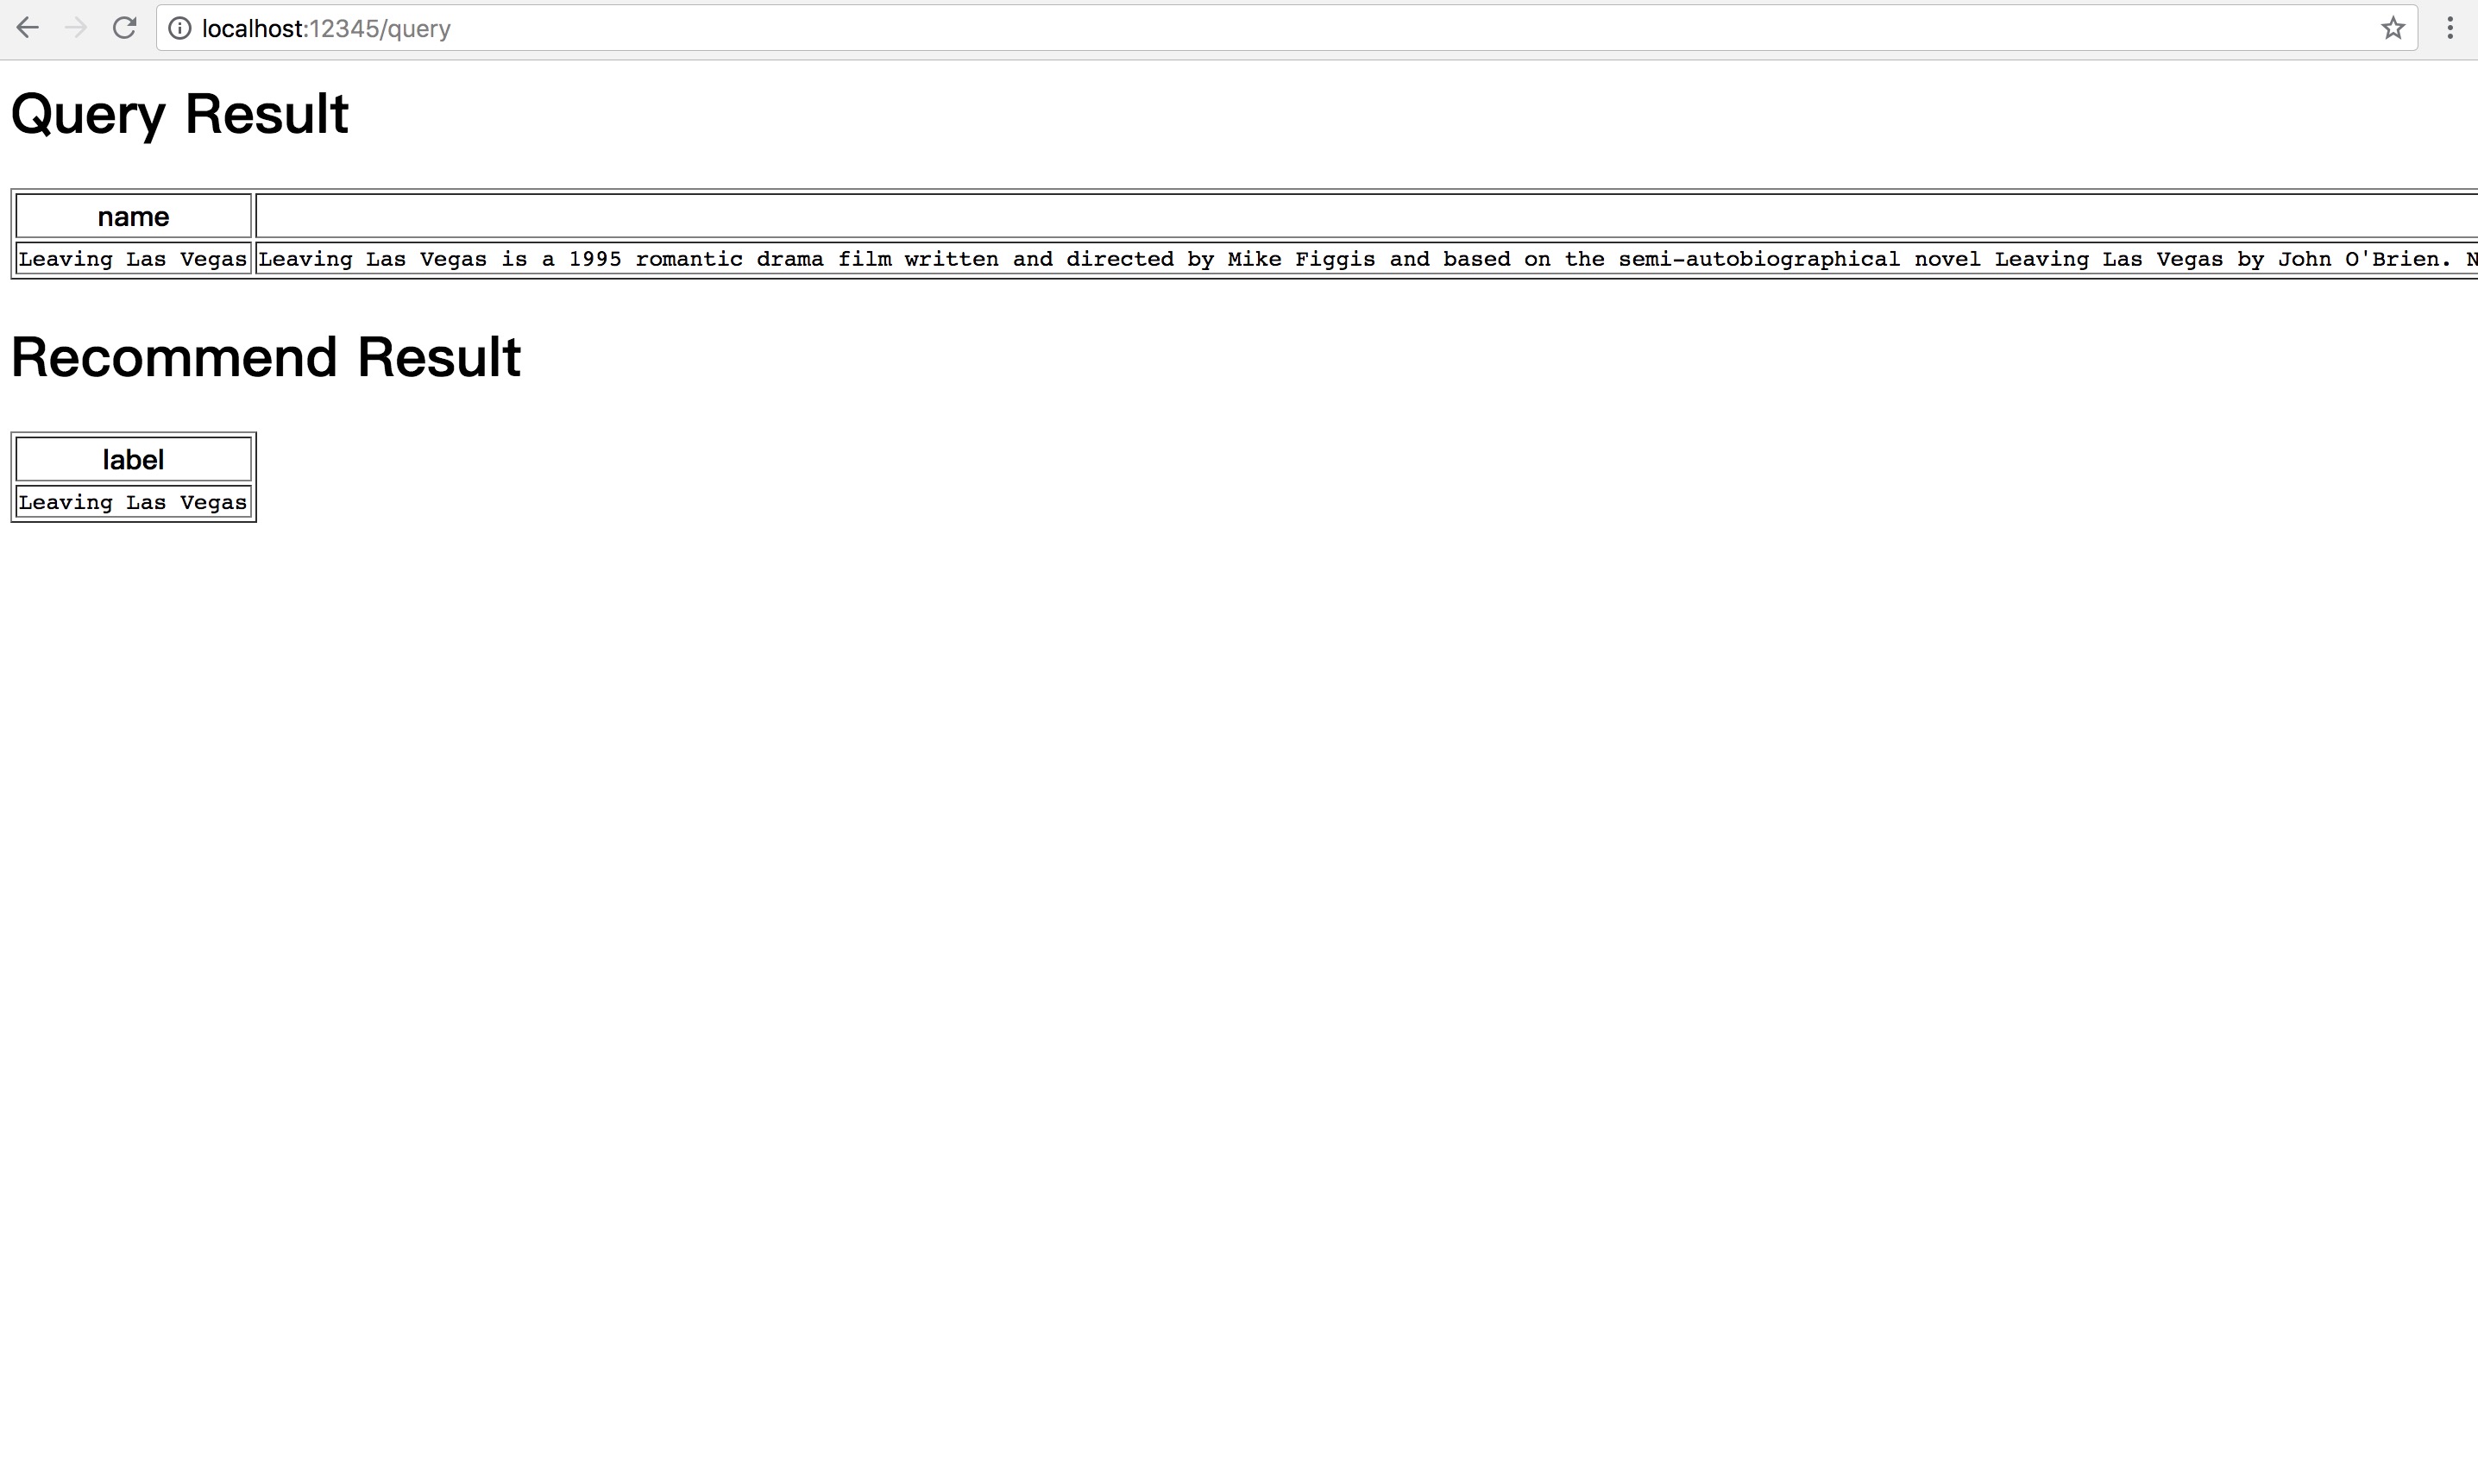 localhost:12345/query
Query Result
name
Leaving Las Vegas Leaving Las Vegas is a 1995 romantic drama film written and directed by Mike Figgis and based on the semi-autobiographical novel Leaving Las Vegas by John O'Brien. N
Recommend Result
label
Leaving Las Vegas